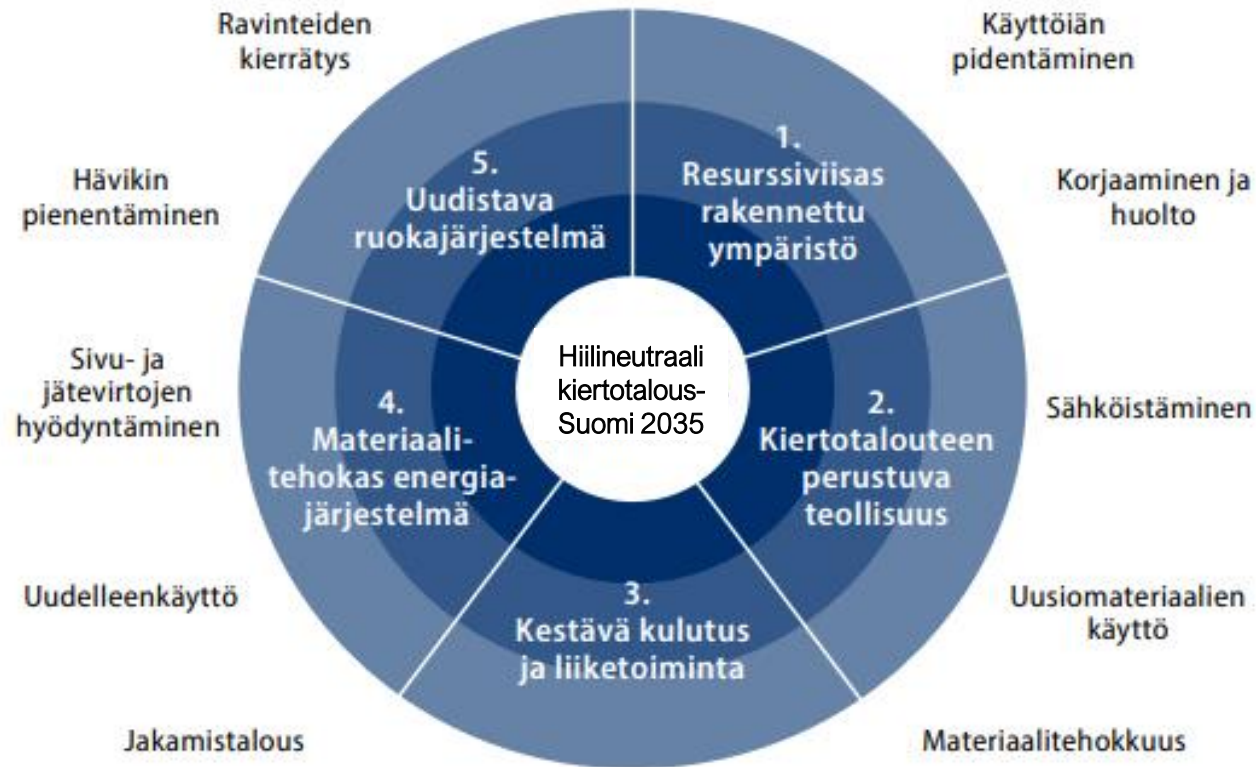 Ravinteiden
kierrätys
Käyttöiän
pidentäminen
Hävikin
pienentäminen
Korjaaminen ja
huolto
5.
Uudistava
ruokajärjestelmä
1.
Resurssiviisas
rakennettu
ympäristö
Hiilineutraali
kiertotalous-
Suomi 2035
Sivu- ja
jätevirtojen
hyödyntäminen
4.
Materiaali-
tehokas energia-
järjestelmä
2.
Kiertotalouteen
perustuva
teollisuus
Sähköistäminen
Uudelleenkäyttö
3.
Kestävä kulutus
ja liiketoiminta
Uusiomateriaalien
käyttö
Jakamistalous
Materiaalitehokkuus